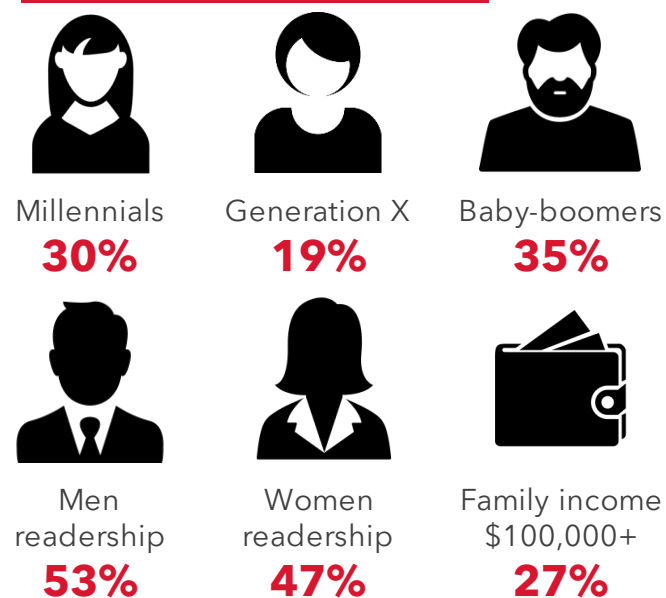 Millennials
30%
Generation X
19%
Baby-boomers
35%
Men
readership
53%
Women
readership
47%
Family income
$100,000+
27%